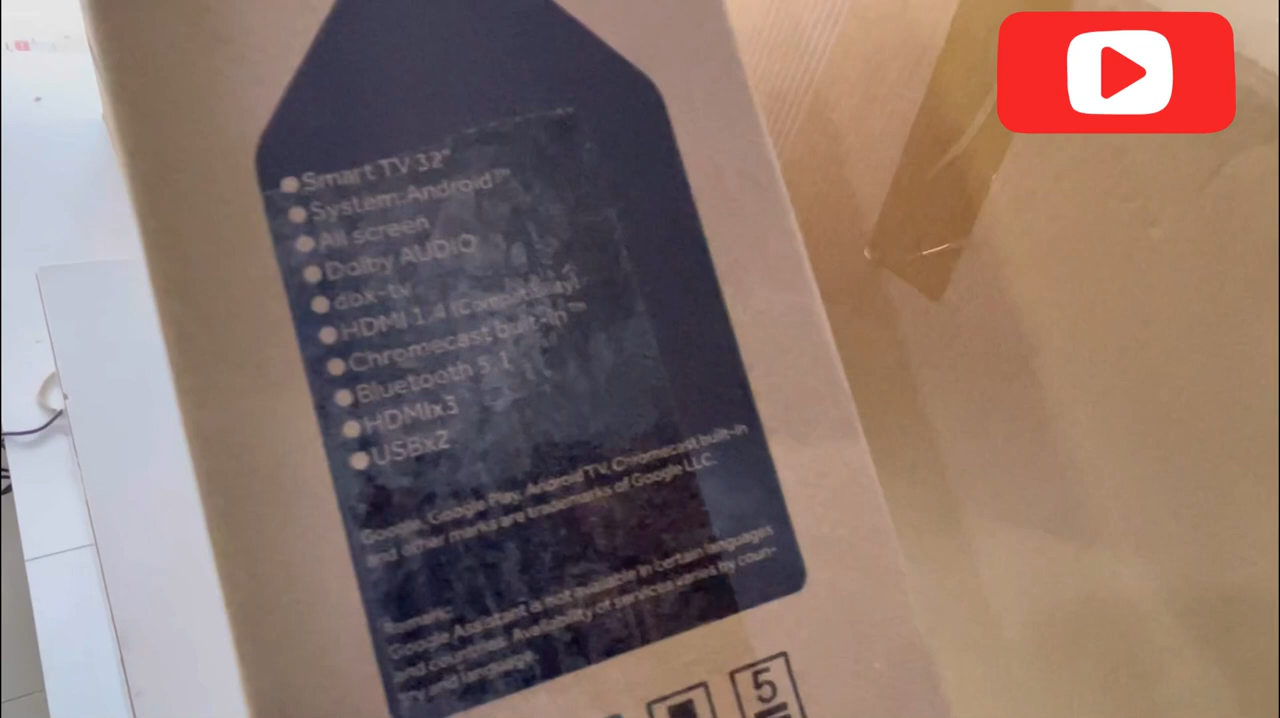 Smart TV 32"
System Android™
All screen
Dolby AUDIO
dbx-tv
HDMI 1.4 (Compatibility)
Chromecast built-in™
Bluetooth 5.1
HDMIx3
USBx2
Google, Google Play, Android TV, Chromecast built-in
and other marks are trademarks of Google LLC.
Google Assistant is not available in certain languages
and countries. Availability of services varies by coun-
try and language.
5